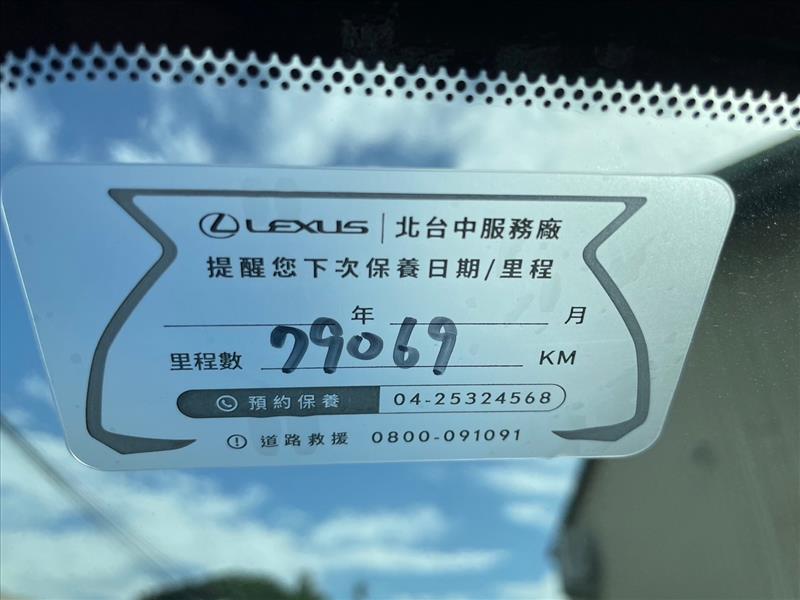 LEXUS 北台中服務廠
提醒您下次保養日期/里程
年 月
里程數 79069 KM
預約保養 04-25324568
道路救援 0800-091091